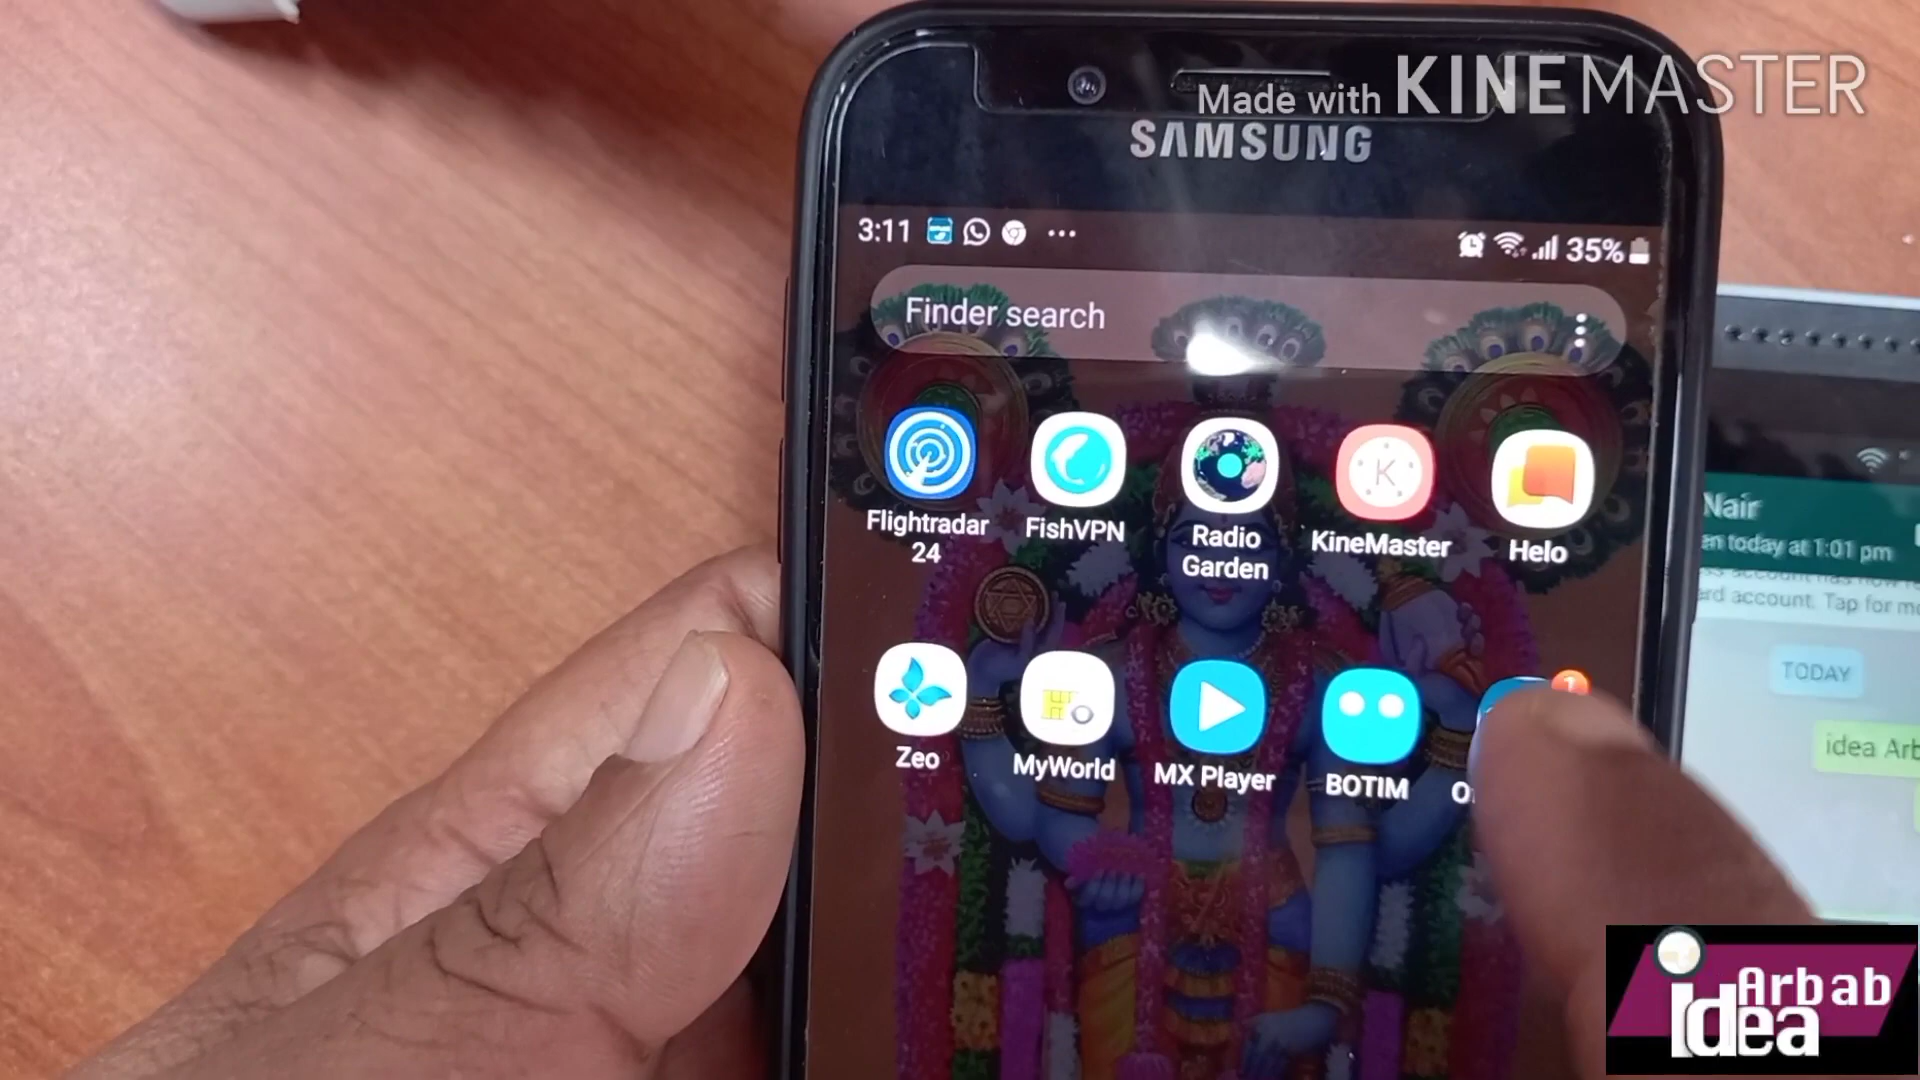 Made with KINEMASTER
SAMSUNG
3:11
35%
Finder search
Flightradar
24
FishVPN
Radio
Garden
KineMaster
Helo
Zeo
MyWorld
MX Player
BOTIM
1
Nair
today at 1:01 pm
account. Tap for
TODAY
idea
Arbab
idea